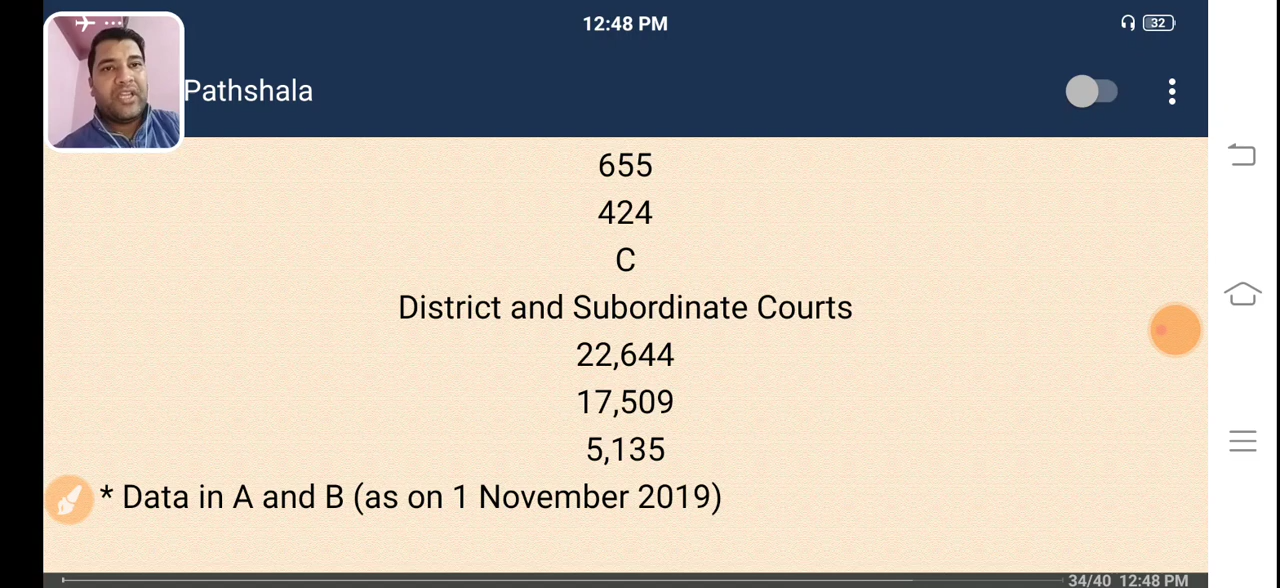 12:48 PM
32
Pathshala
655
424
C
District and Subordinate Courts
22,644
17,509
5,135
* Data in A and B (as on 1 November 2019)
34/40 12:48 PM